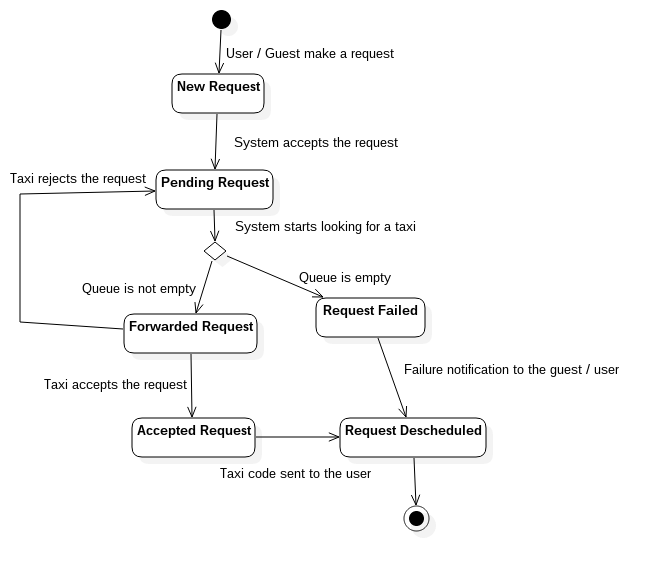 User / Guest make a request
New Request
System accepts the request
Taxi rejects the request
Pending Request
System starts looking for a taxi
Queue is empty
Queue is not empty
Request Failed
Forwarded Request
Failure notification to the guest / user
Taxi accepts the request
Accepted Request
Request Descheduled
Taxi code sent to the user